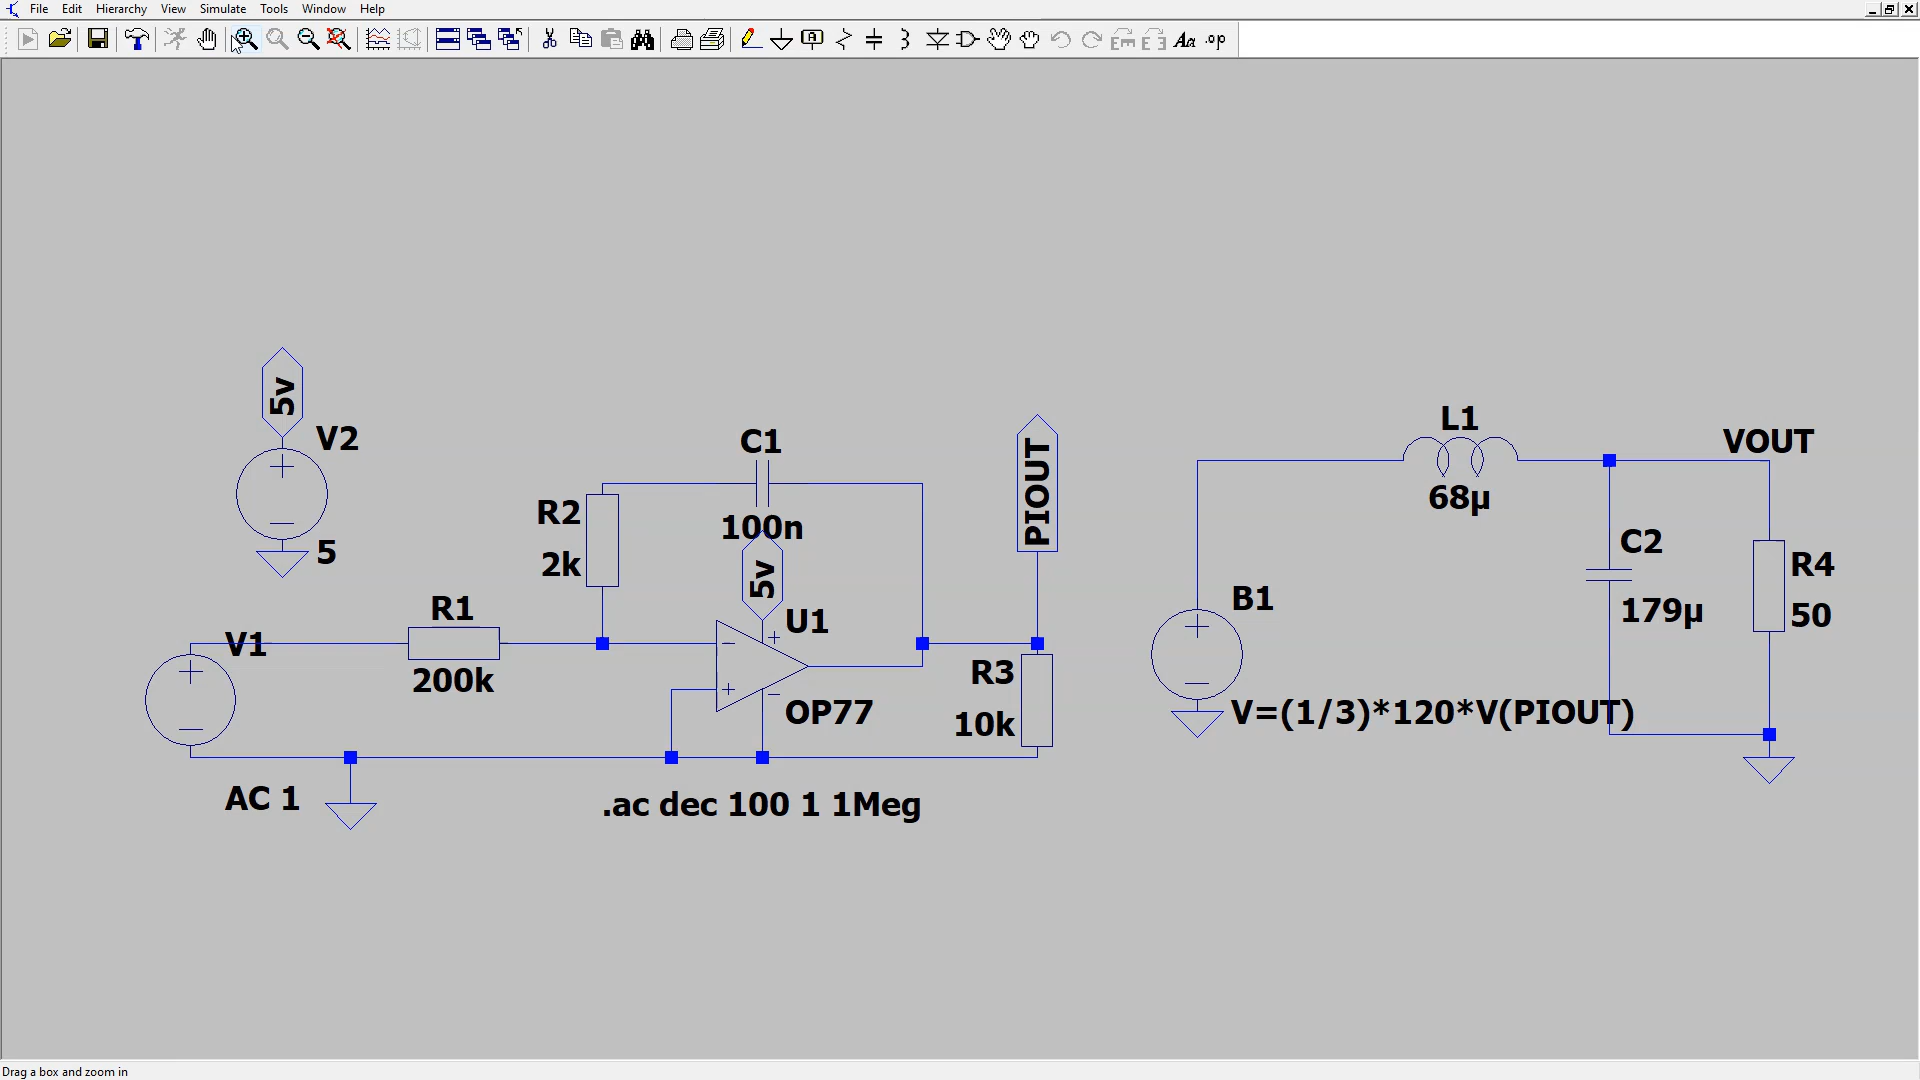 File Edit Hierarchy View Simulate Tools Window Help
A Aa .op
5v
V2
5
L1
68µ
VOUT
C1
100n
PIOUT
R2
2k
5v
U1
C2
179µ
R4
50
B1
R1
200k
V1
R3
10k
OP77
V=(1/3)*120*V(PIOUT)
AC 1
.ac dec 100 1 1Meg
Drag a box and zoom in